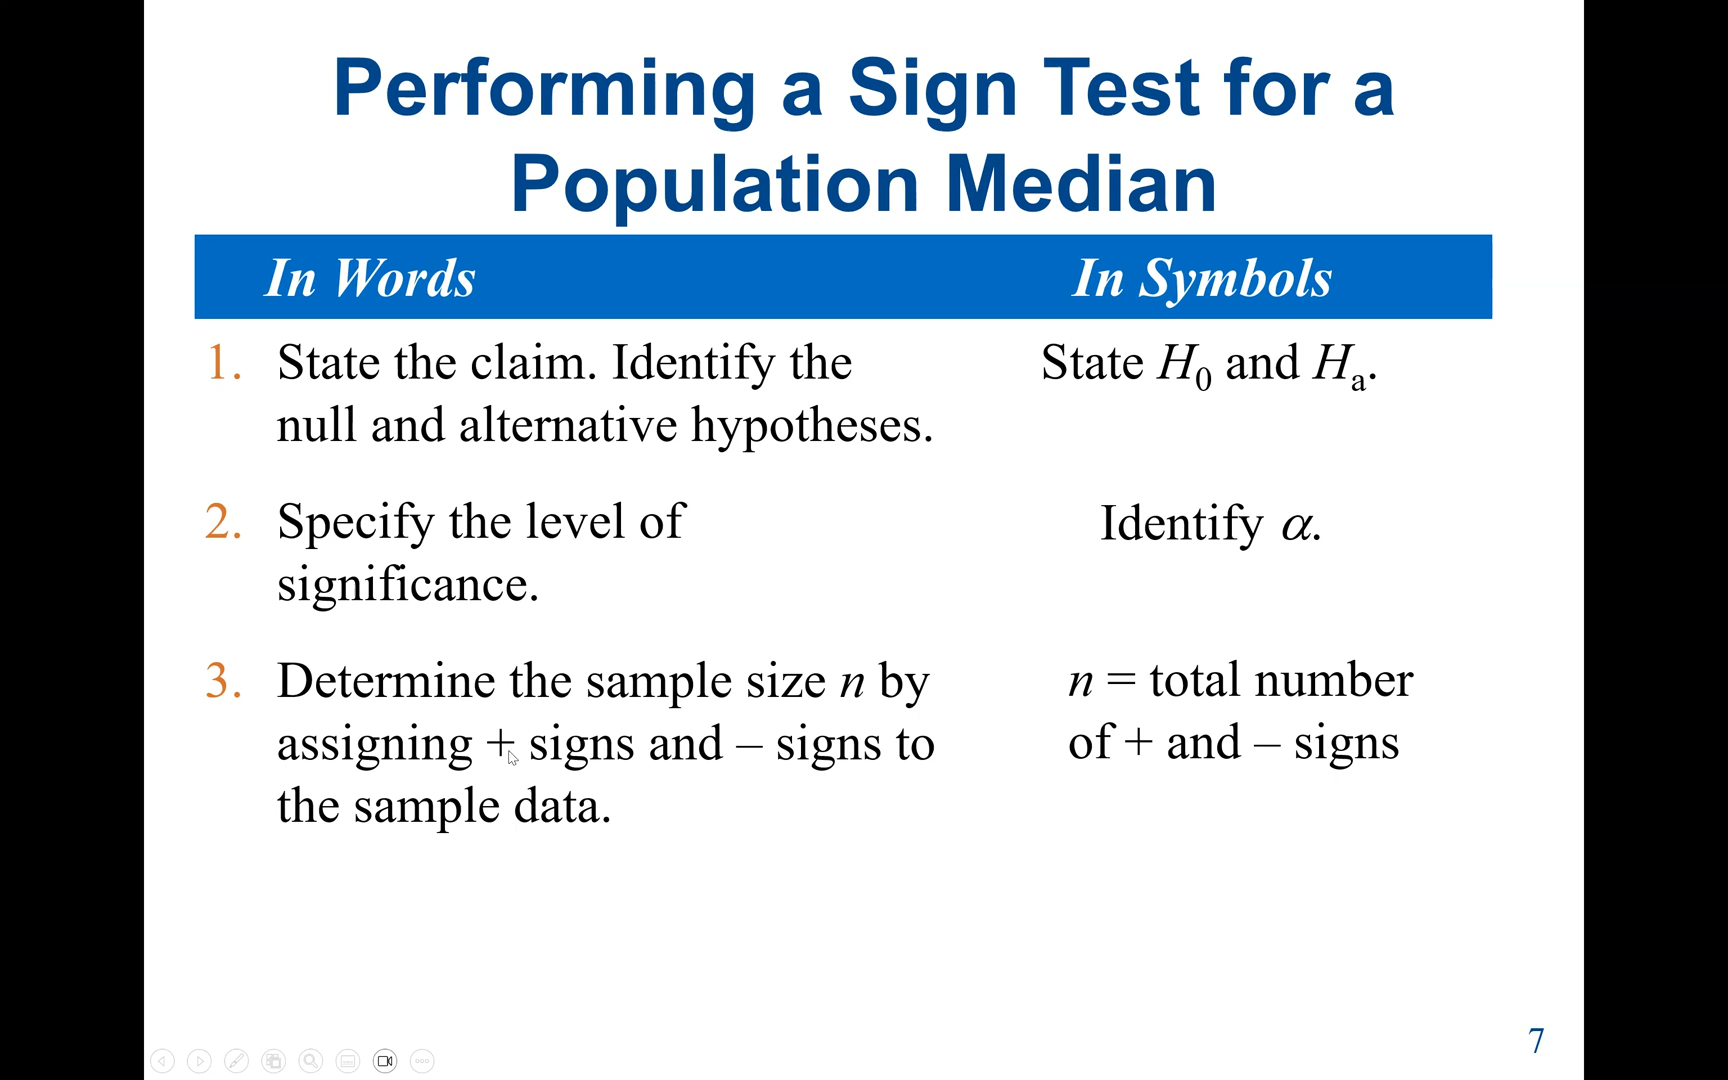 Performing a Sign Test for a
Population Median
In Words In Symbols
1. State the claim. Identify the State H₀ and Hₐ.
null and alternative hypotheses.
2. Specify the level of Identify α.
significance.
3. Determine the sample size n by n = total number
assigning + signs and – signs to of + and – signs
the sample data.
7